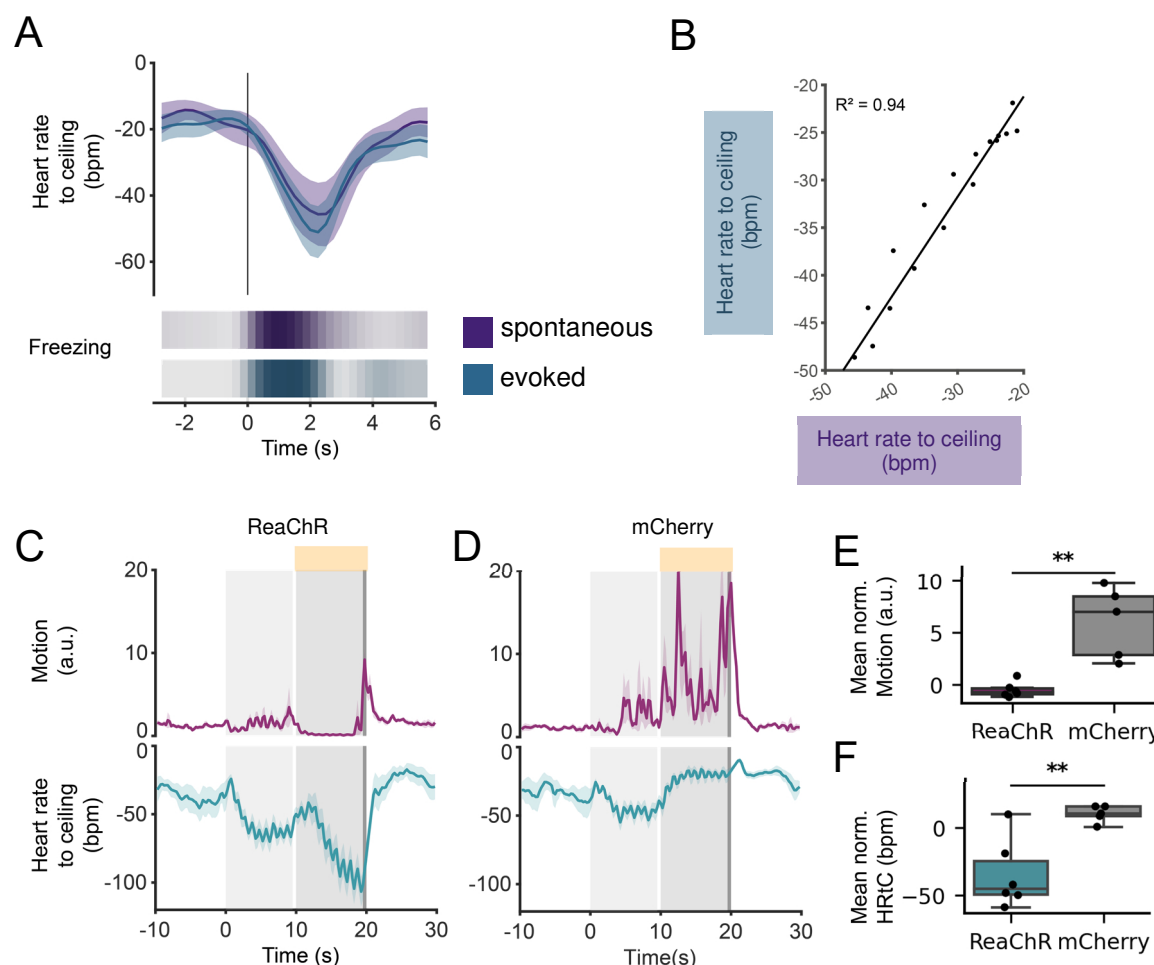 A
0
-20
-40
-60
Heart rate
to ceiling
(bpm)
Freezing
-2
0
2
4
6
Time (s)
spontaneous
evoked
B
R² = 0.94
-20
-25
-30
-35
-40
-45
-50
Heart rate to ceiling
(bpm)
-50
-40
-30
-20
Heart rate to ceiling
(bpm)
C
ReaChR
20
10
0
Motion
(a.u.)
0
-50
-100
Heart rate
to ceiling
(bpm)
-10
0
10
20
30
Time (s)
D
mCherry
20
10
0
0
-50
-100
-10
0
10
20
30
Time(s)
E
**
Mean norm.
Motion (a.u.)
10
5
0
ReaChR
mCherry
F
**
Mean norm.
HRtC (bpm)
0
−50
ReaChR
mCherry